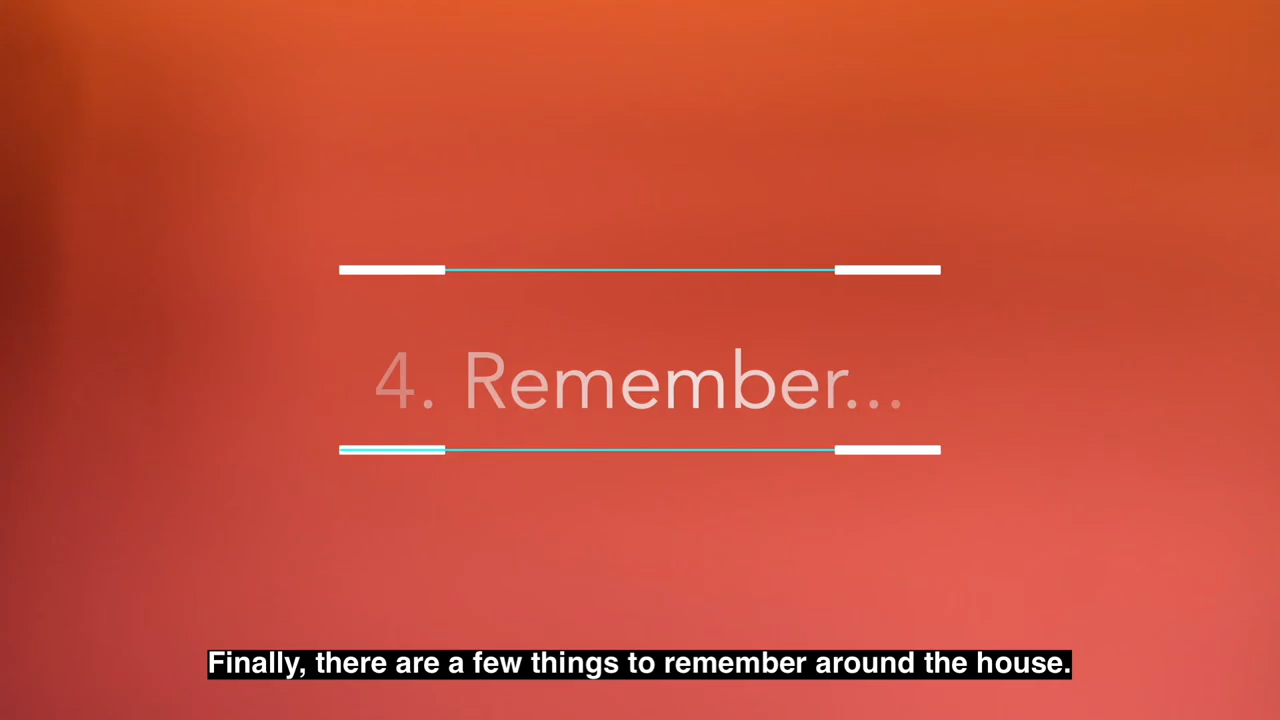 4. Remember...
Finally, there are a few things to remember around the house.